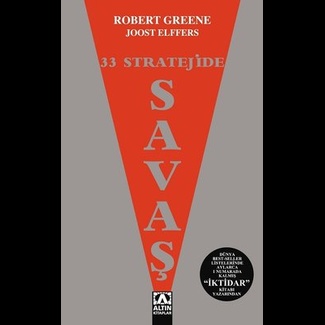 ROBERT GREENE
JOOST ELFFERS
33 STRATEJİDE
SAVAŞ
DÜNYA
BEST-SELLER
LİSTELERİNDE
AYLARCA
1 NUMARADA
KALMIŞ
“İKTİDAR”
KİTABI
YAZARINDAN
ALTIN
KİTAPLAR